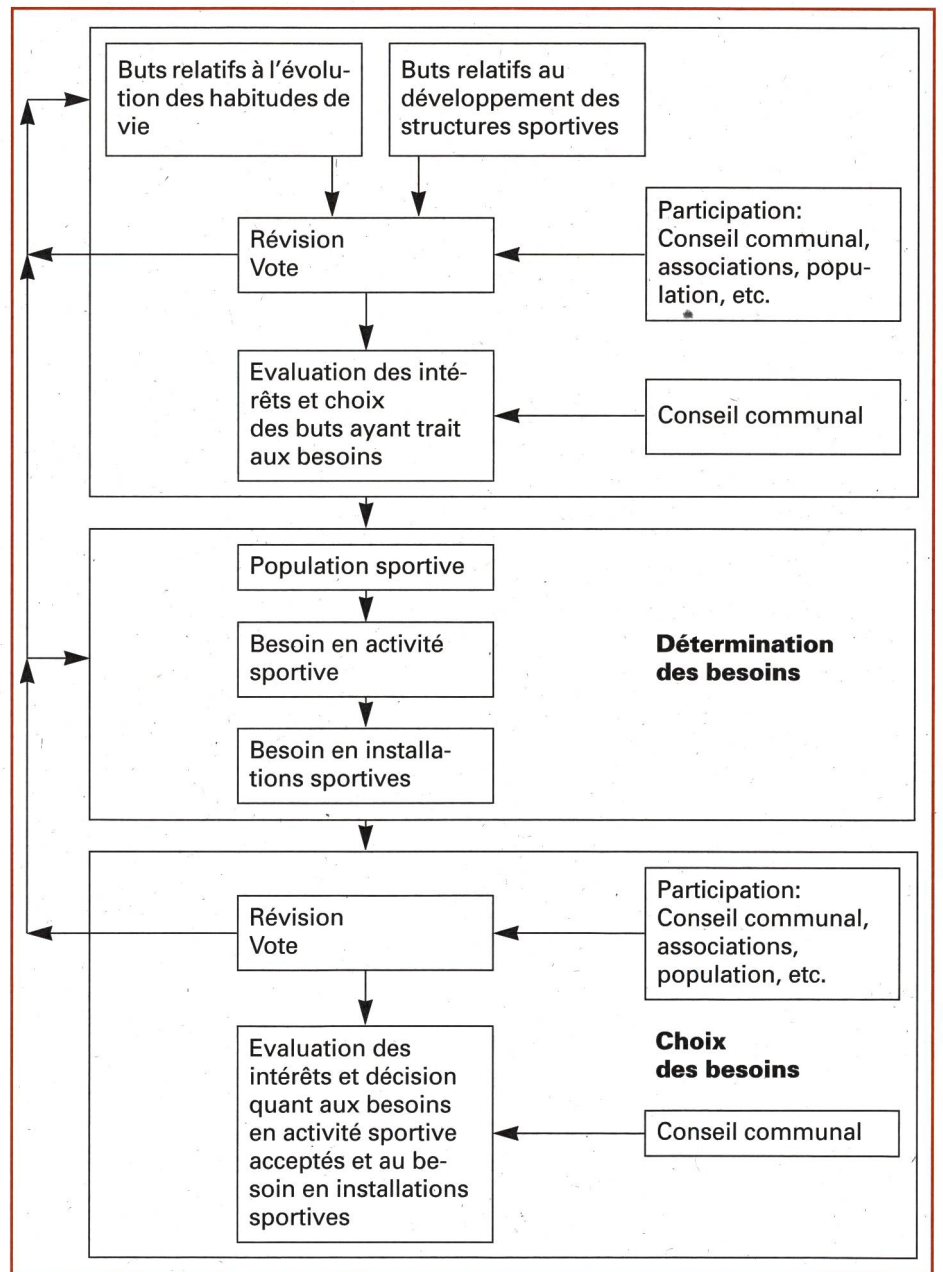 Buts relatifs à l'évolu-
tion des habitudes de
vie
Buts relatifs au
développement des
structures sportives
Révision
Vote
Participation:
Conseil communal,
associations, popu-
lation, etc.
Evaluation des inté-
rêts et choix
des buts ayant trait
aux besoins
Conseil communal
Population sportive
Besoin en activité
sportive
Besoin en installa-
tions sportives
Détermination
des besoins
Révision
Vote
Participation:
Conseil communal,
associations,
population, etc.
Evaluation des
intérêts et décision
quant aux besoins
en activité sportive
acceptés et au be-
soin en installations
sportives
Choix
des besoins
Conseil communal